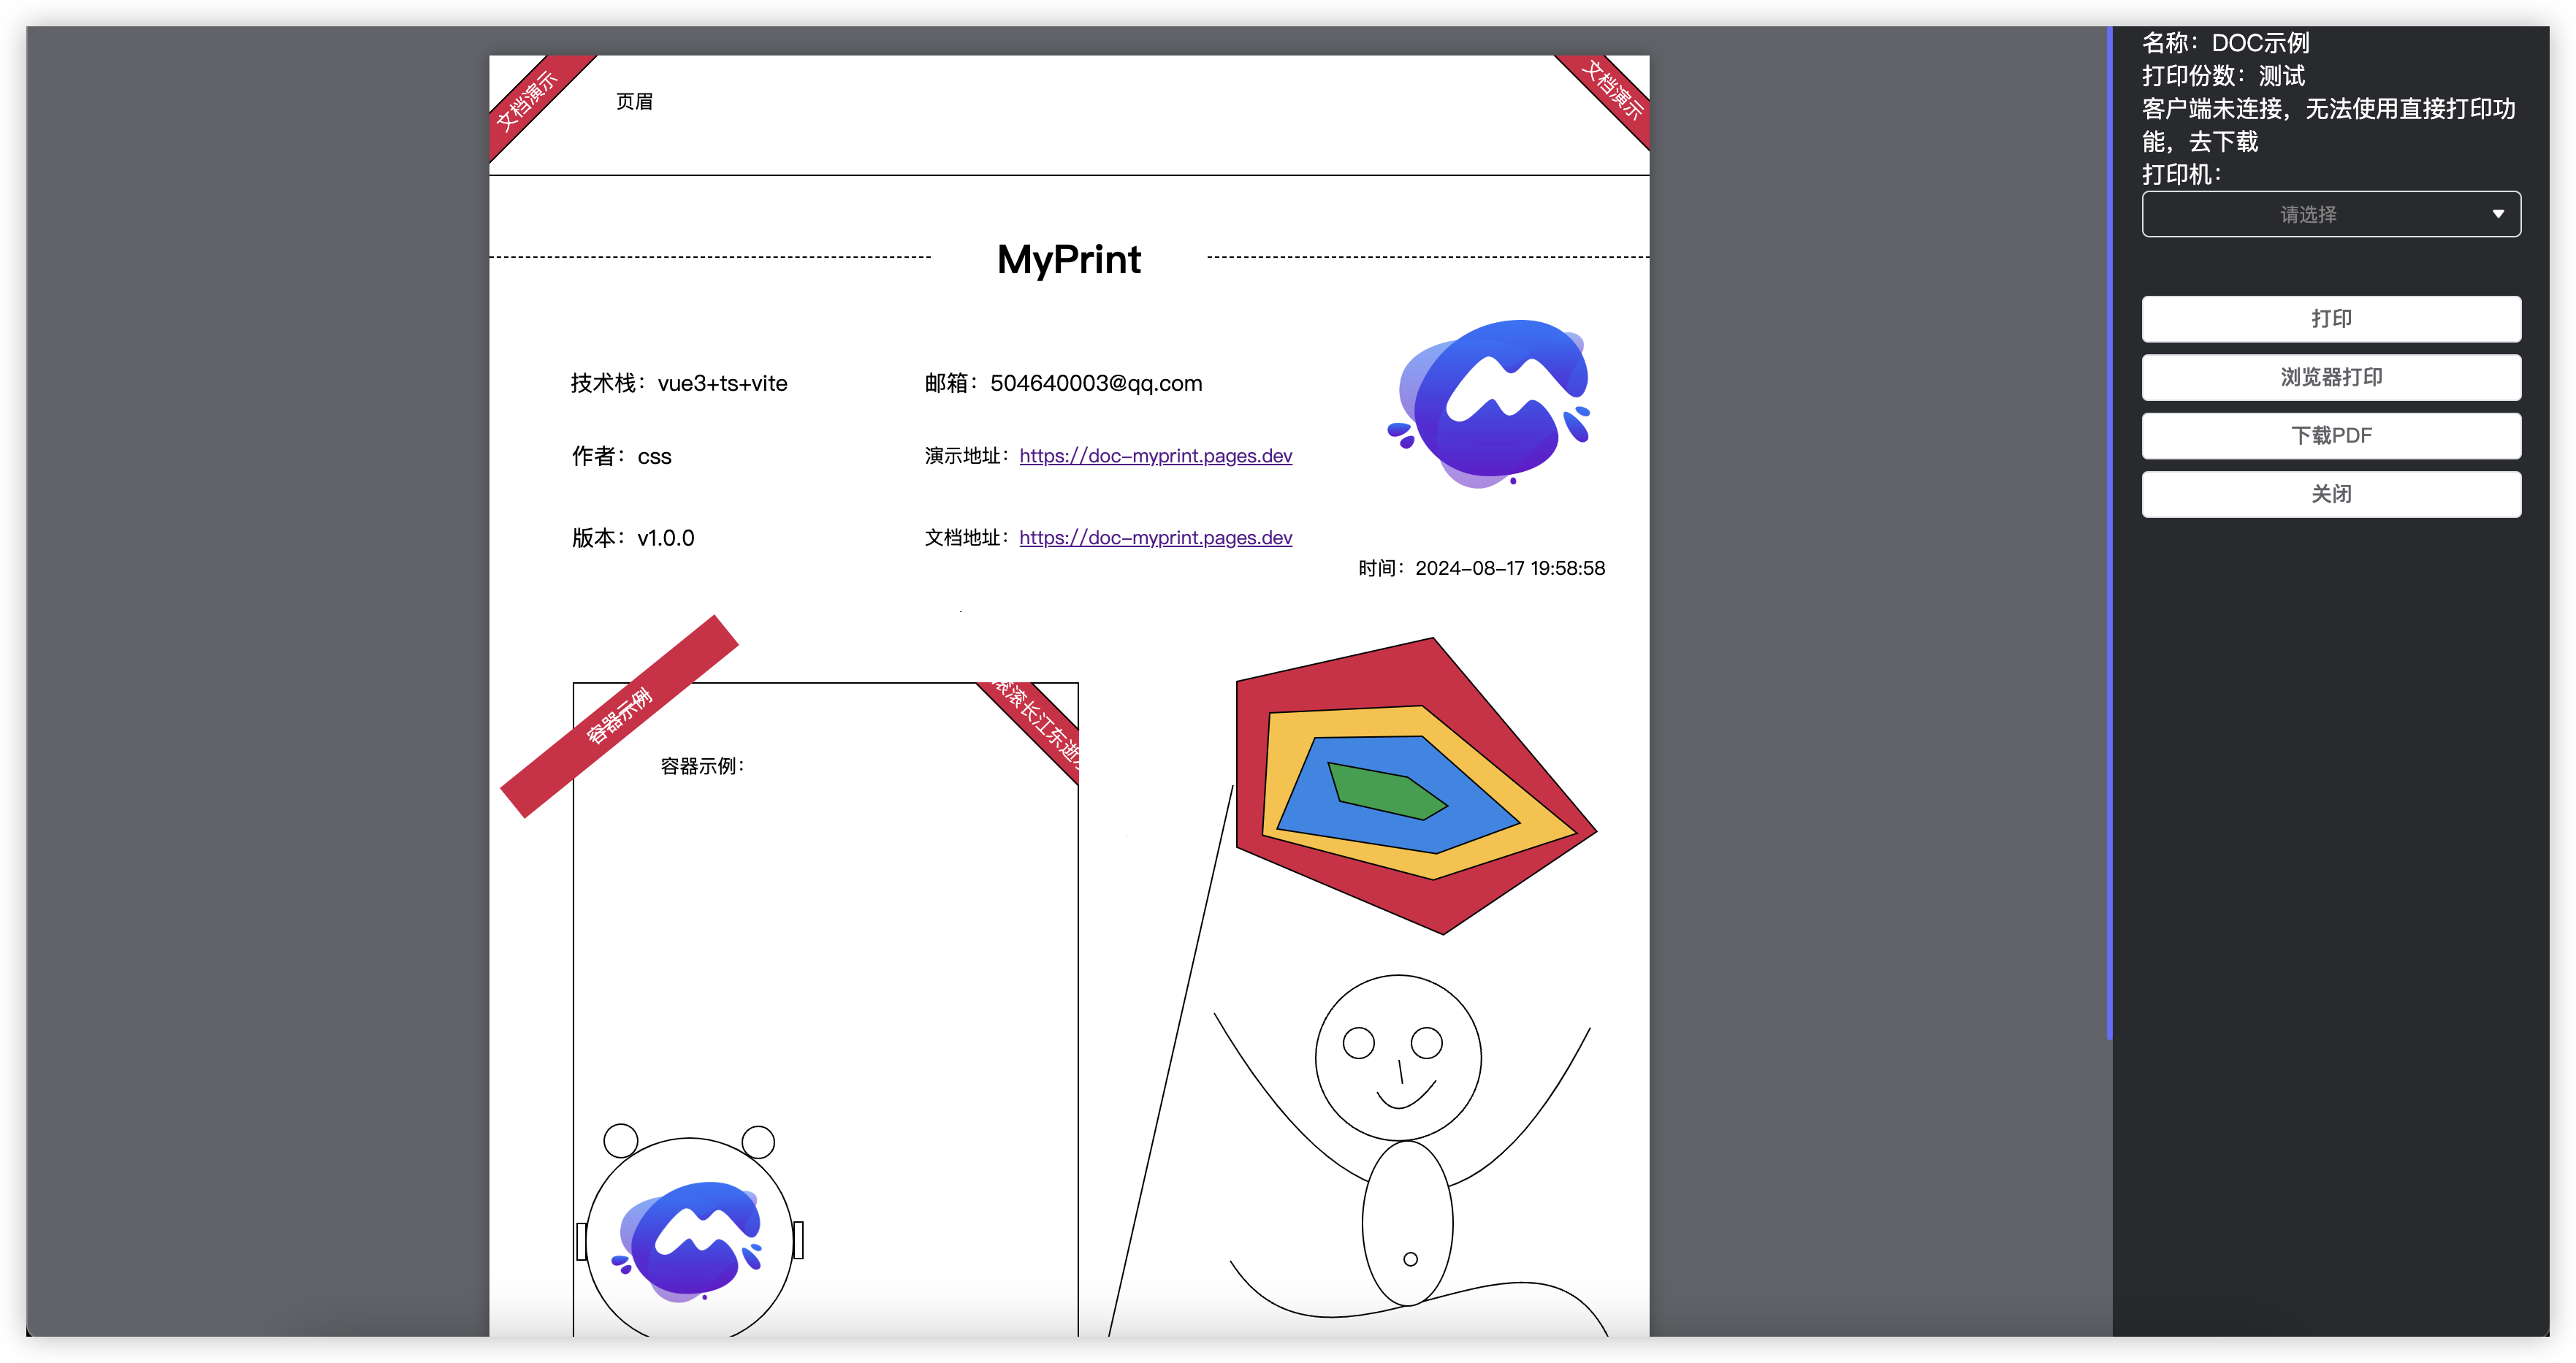 文档演示
页眉
文档演示
MyPrint
技术栈：vue3+ts+vite
邮箱：504640003@qq.com
作者：css
演示地址：https://doc-myprint.pages.dev
版本：v1.0.0
文档地址：https://doc-myprint.pages.dev
时间：2024-08-17 19:58:58
容器示例
滚滚长江东逝
容器示例：
名称：DOC示例
打印份数：测试
客户端未连接，无法使用直接打印功
能，去下载
打印机：
请选择
打印
浏览器打印
下载PDF
关闭